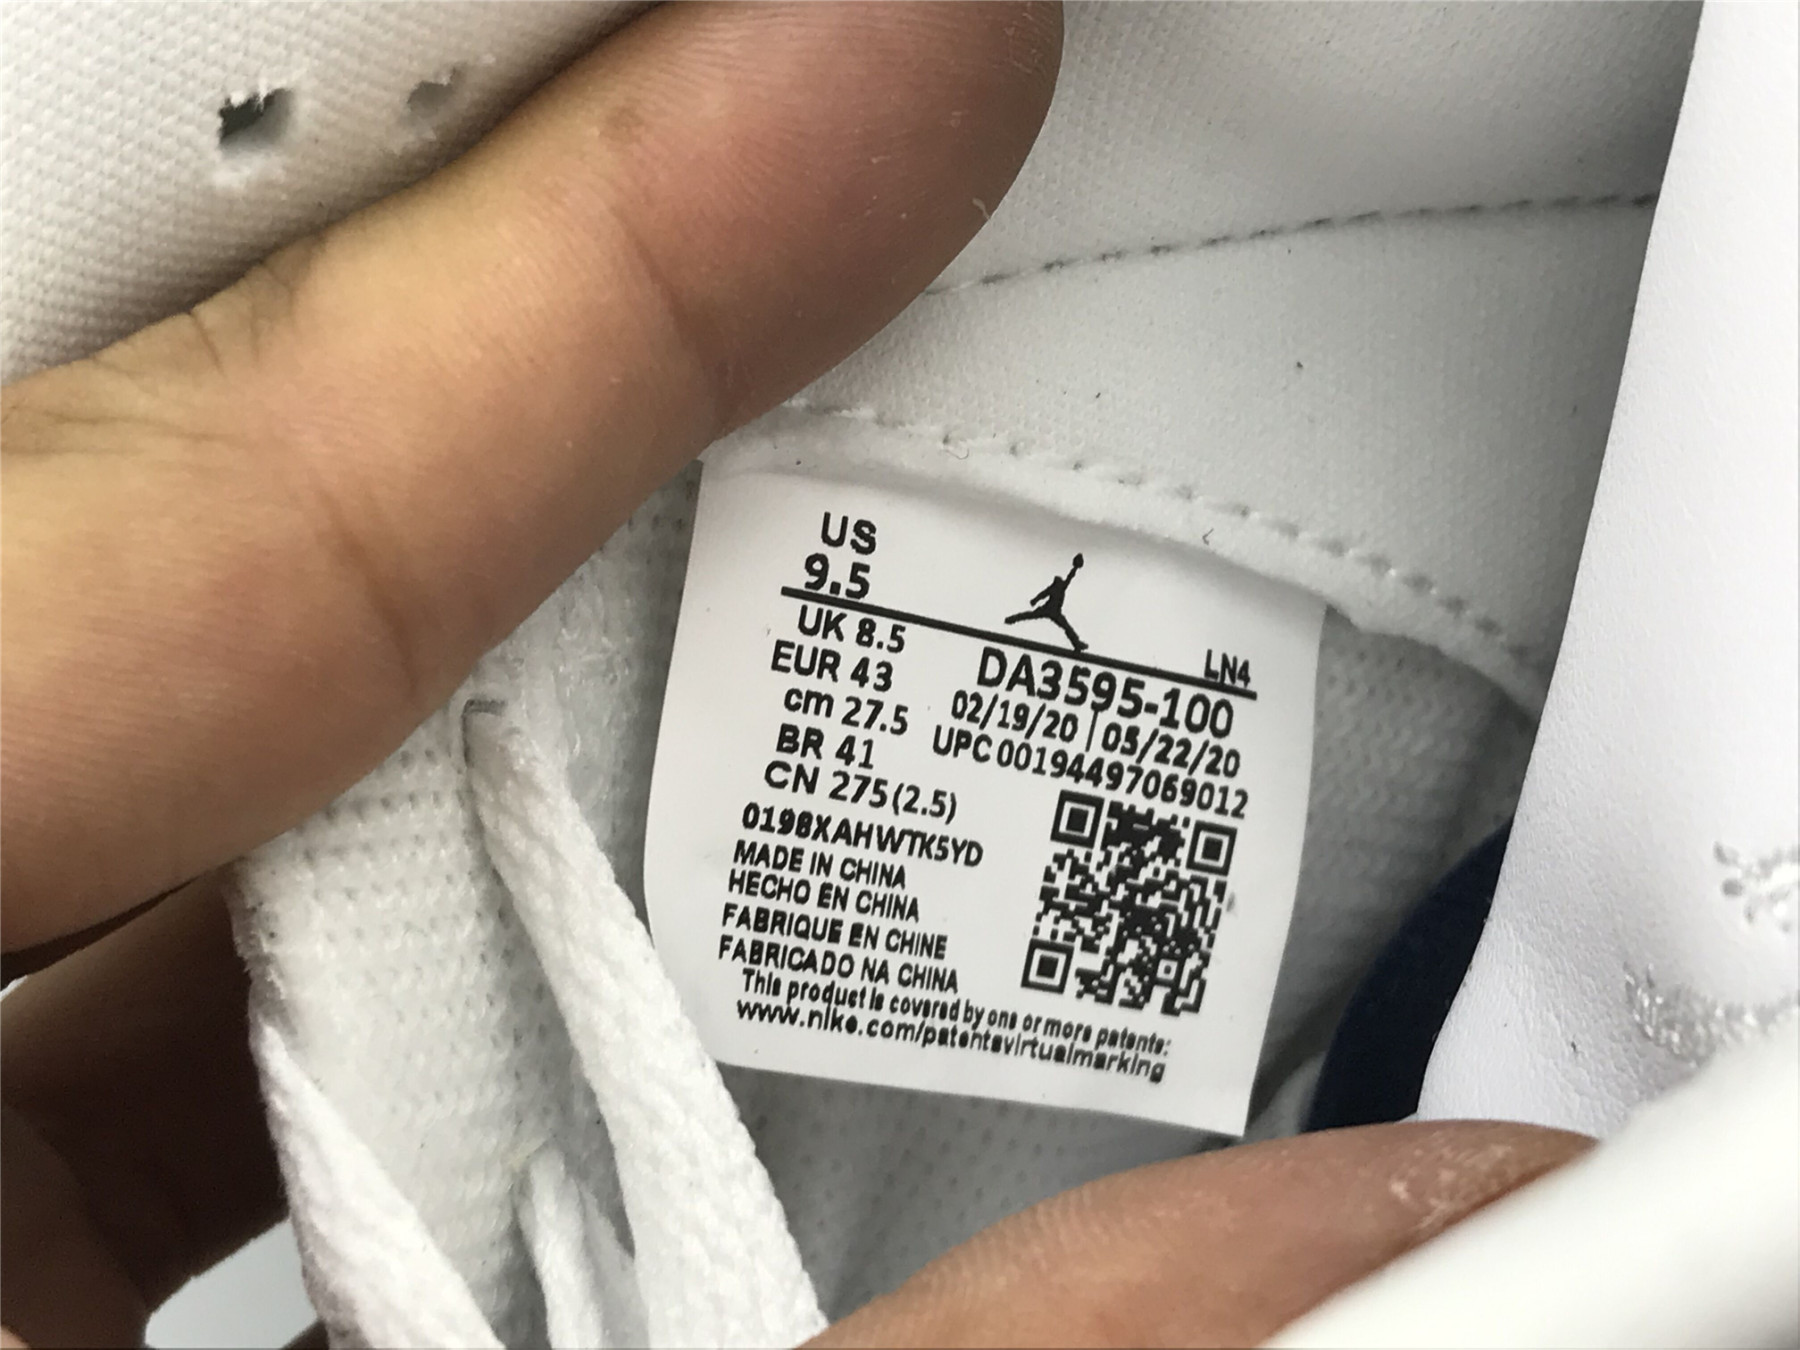 US
9.5
LN4
UK 8.5
EUR 43
cm 27.5
BR 41
CN 275(2.5)
DA3595-100
02/19/20 | 05/22/20
UPC 00194497069012
0198XAHWTK5YD
MADE IN CHINA
HECHO EN CHINA
FABRIQUE EN CHINE
FABRICADO NA CHINA
This product is covered by one or more patents:
www.nike.com/patentsvirtualmarking